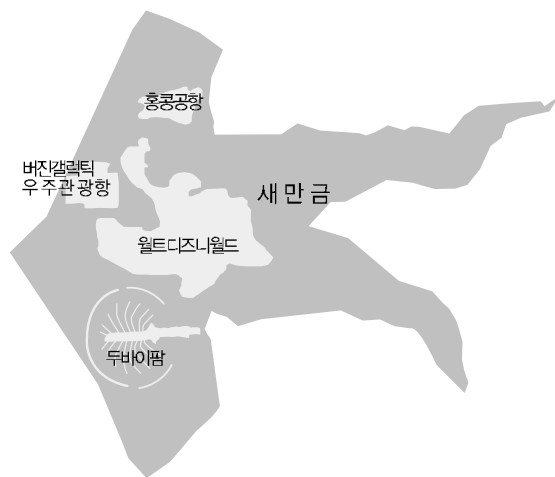 홍콩공항
버진갤럭틱
우주관광항
새만금
월트디즈니월드
두바이팜